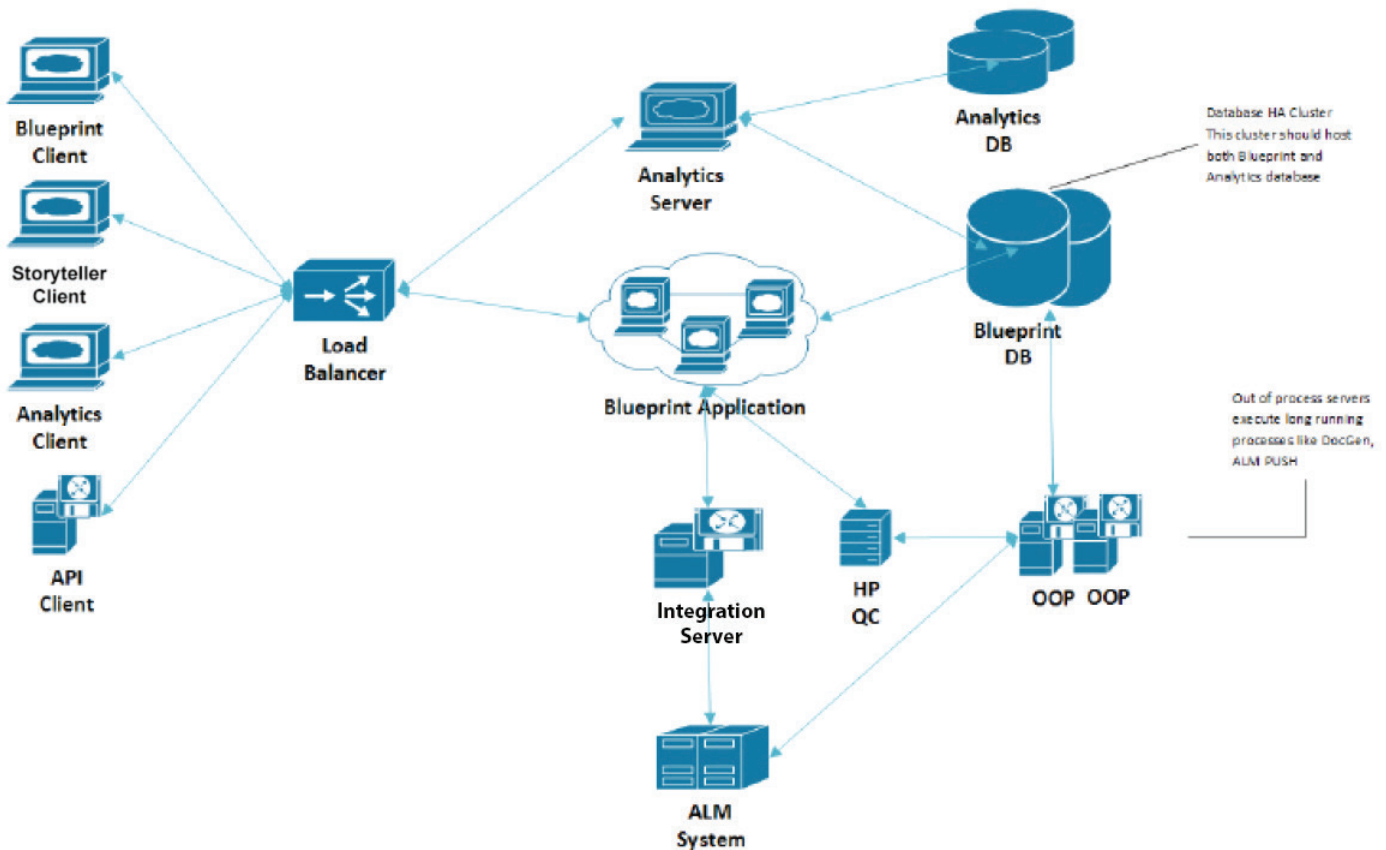 Blueprint
Client
Storyteller
Client
Analytics
Client
API
Client
Load
Balancer
Analytics
Server
Blueprint Application
Integration
Server
ALM
System
HP
QC
Analytics
DB
Database HA Cluster
This cluster should host
both Blueprint and
Analytics database
Blueprint
DB
Out of process servers
execute long running
processes like DocGen,
ALM PUSH
OOP OOP